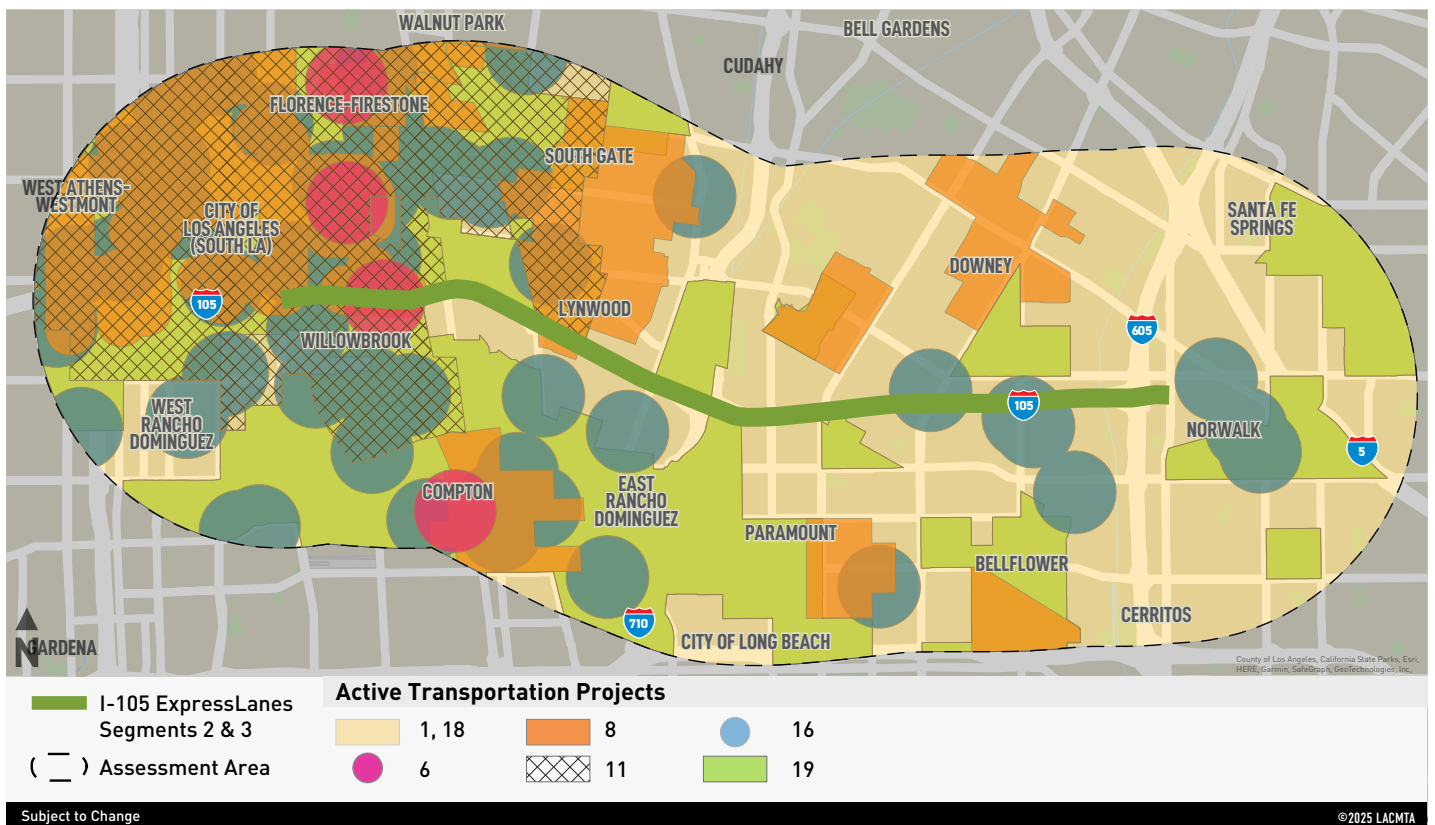 WALNUT PARK
BELL GARDENS
CUDAHY
FLORENCE-FIRESTONE
SOUTH GATE
WEST ATHENS-
WESTMONT
CITY OF
LOS ANGELES
(SOUTH LA)
SANTA FE
SPRINGS
DOWNEY
105
LYNWOOD
605
WILLOWBROOK
105
WEST
RANCHO
DOMINGUEZ
NORWALK
5
COMPTON
EAST
RANCHO
DOMINGUEZ
PARAMOUNT
BELLFLOWER
CERRITOS
710
CITY OF LONG BEACH
N
GARDENA
County of Los Angeles, California State Parks, Esri,
HERE, Garmin, SafeGraph, GeoTechnologies, Inc,
I-105 ExpressLanes
Segments 2 & 3
Assessment Area
Active Transportation Projects
1, 18
8
16
6
11
19
Subject to Change
©2025 LACMTA